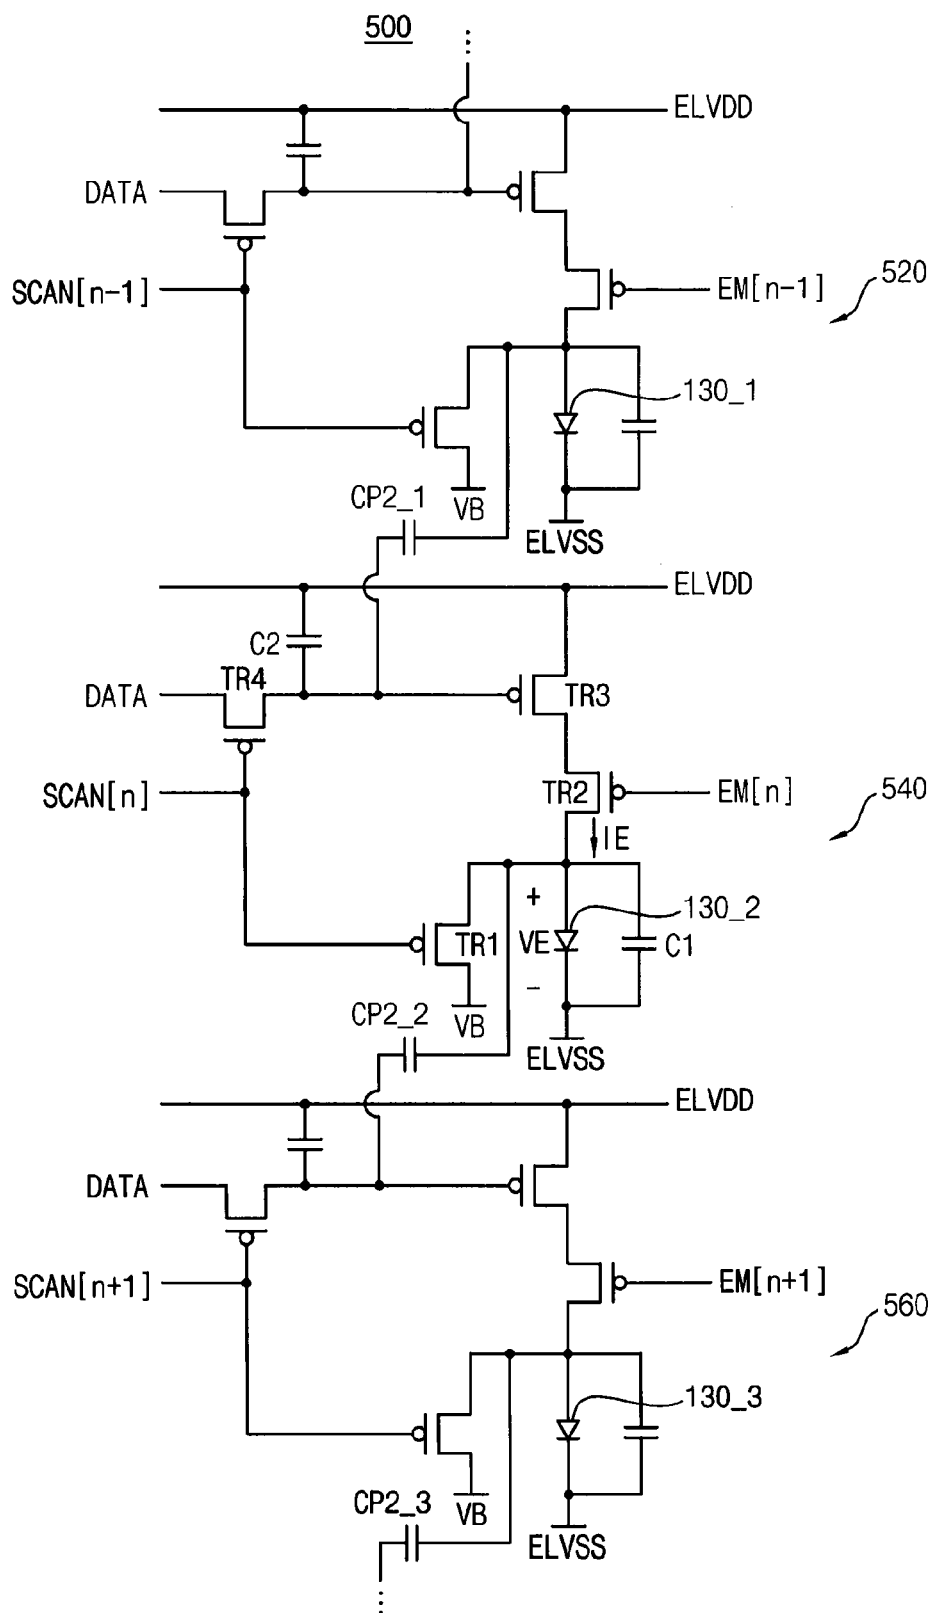 500
ELVDD
DATA
SCAN[n-1]
EM[n-1]
520
130_1
CP2_1
VB
ELVSS
ELVDD
C2
TR4
DATA
TR3
SCAN[n]
TR2
EM[n]
540
IE
+
130_2
TR1
VE
C1
-
CP2_2
VB
ELVSS
ELVDD
DATA
SCAN[n+1]
EM[n+1]
560
130_3
CP2_3
VB
ELVSS